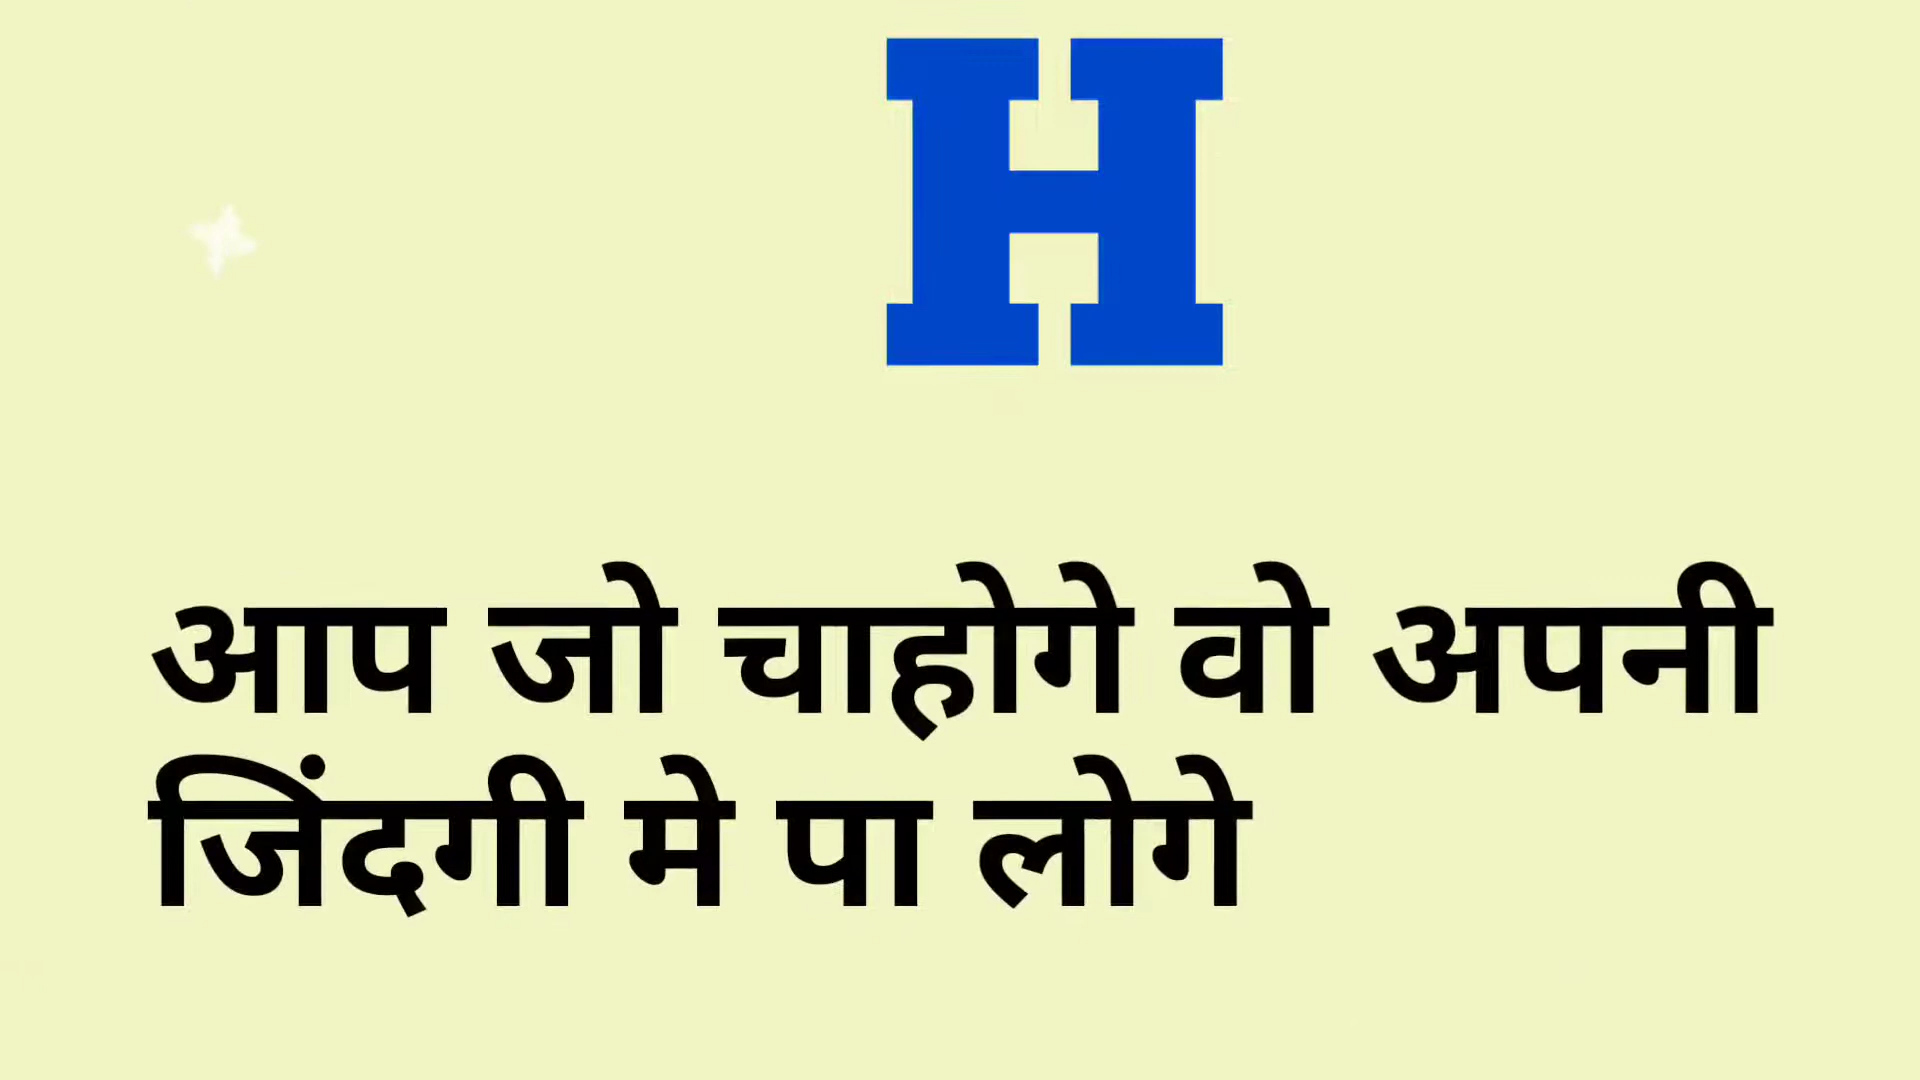 H
आप जो चाहोगे वो अपनी
जिंदगी मे पा लोगे